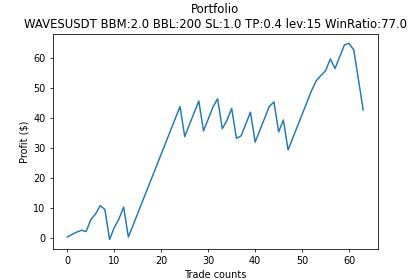 Portfolio
WAVESUSDT BBM:2.0 BBL:200 SL:1.0 TP:0.4 lev:15 WinRatio:77.0
60
50
40
30
20
10
0
Profit ($)
0 10 20 30 40 50 60
Trade counts